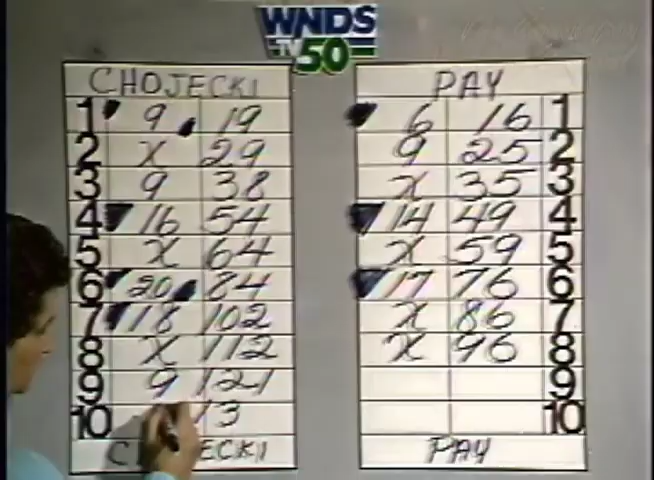 WNDS
TV 50
CHOJECKI
1 9 19
2 X 29
3 9 38
4 16 54
5 X 64
6 20 84
7 18 102
8 X 112
9 9 121
10 13
CHOJECKI
PAY
6 16 1
9 25 2
X 35 3
14 49 4
X 59 5
17 76 6
X 86 7
X 96 8
9
10
PAY